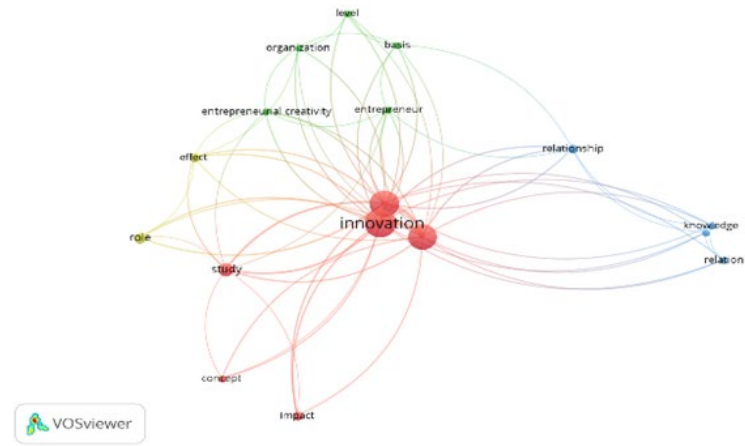 level
organization
basis
entrepreneurial creativity
entrepreneur
relationship
effect
innovation
knowledge
role
relation
study
concept
impact
VOSviewer